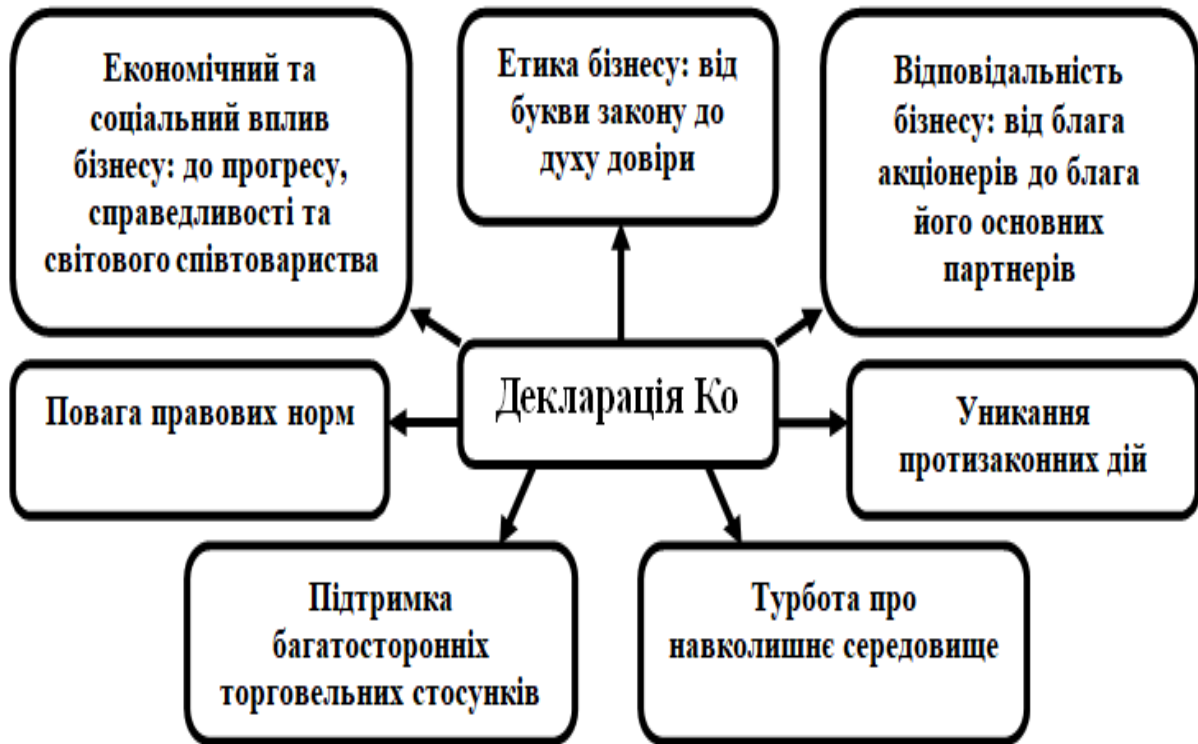 Економічний та
соціальний вплив
бізнесу: до прогресу,
справедливості та
світового співтовариства
Етика бізнесу: від
букви закону до
духу довіри
Відповідальність
бізнесу: від блага
акціонерів до блага
його основних
партнерів
Повага правових норм
Декларація Ко
Уникання
протизаконних дій
Підтримка
багатосторонніх
торговельних стосунків
Турбота про
навколишнє середовище